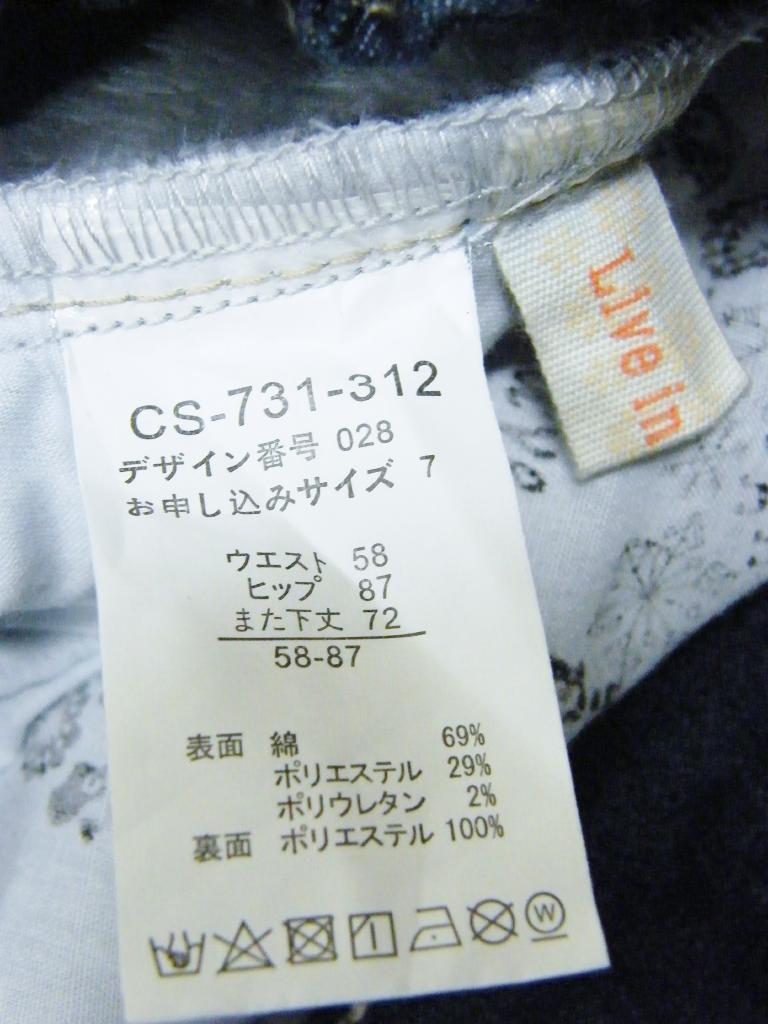 CS-731-312
デザイン番号 028
お申し込みサイズ 7
ウエスト 58
ヒップ 87
また下丈 72
58-87
表面 綿 69%
ポリエステル 29%
ポリウレタン 2%
裏面 ポリエステル 100%
W
Live in